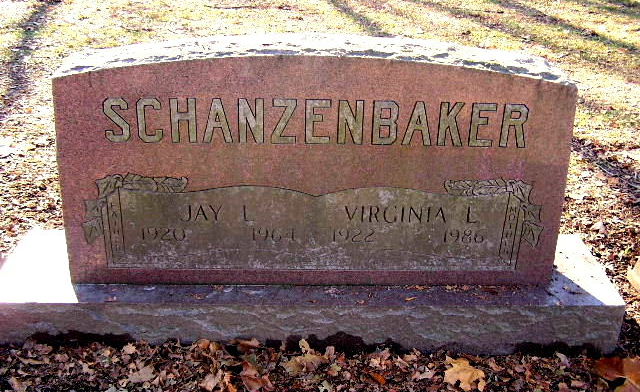 SCHANZENBAKER
JAY L VIRGINIA L
1920 1964 1922 1986